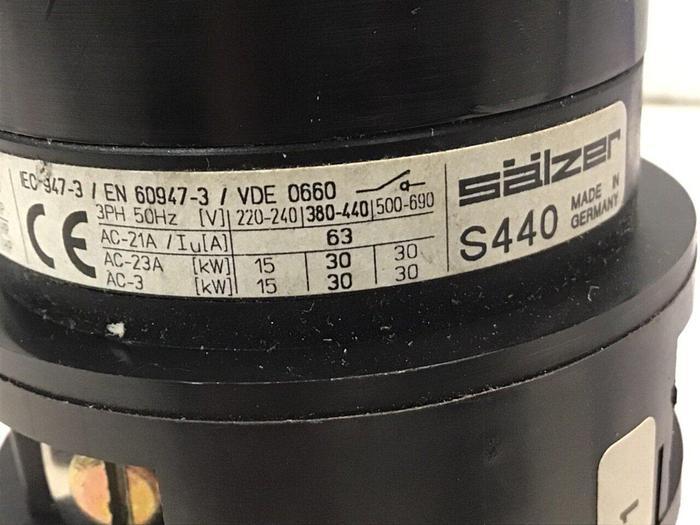 IEC 947-3 / EN 60947-3 / VDE 0660
3PH 50Hz [V] 220-240 380-440 500-690
AC-21A / Iu[A] 63
AC-23A [kW] 15 30 30
AC-3 [kW] 15 30 30
CE
sälzer
S440 MADE IN GERMANY